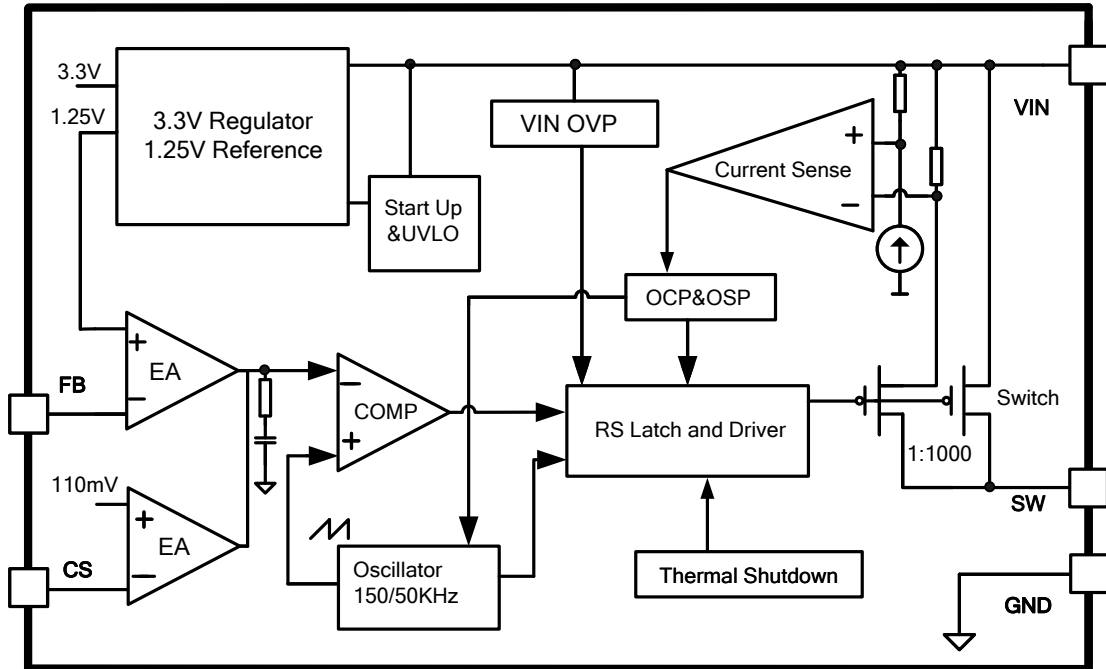 3.3V
1.25V
3.3V Regulator
1.25V Reference
VIN OVP
Current Sense
+
−
VIN
Start Up
&UVLO
OCP&OSP
+
EA
−
FB
−
COMP
+
RS Latch and Driver
Switch
1:1000
110mV
+
EA
−
CS
SW
Oscillator
150/50KHz
Thermal Shutdown
GND